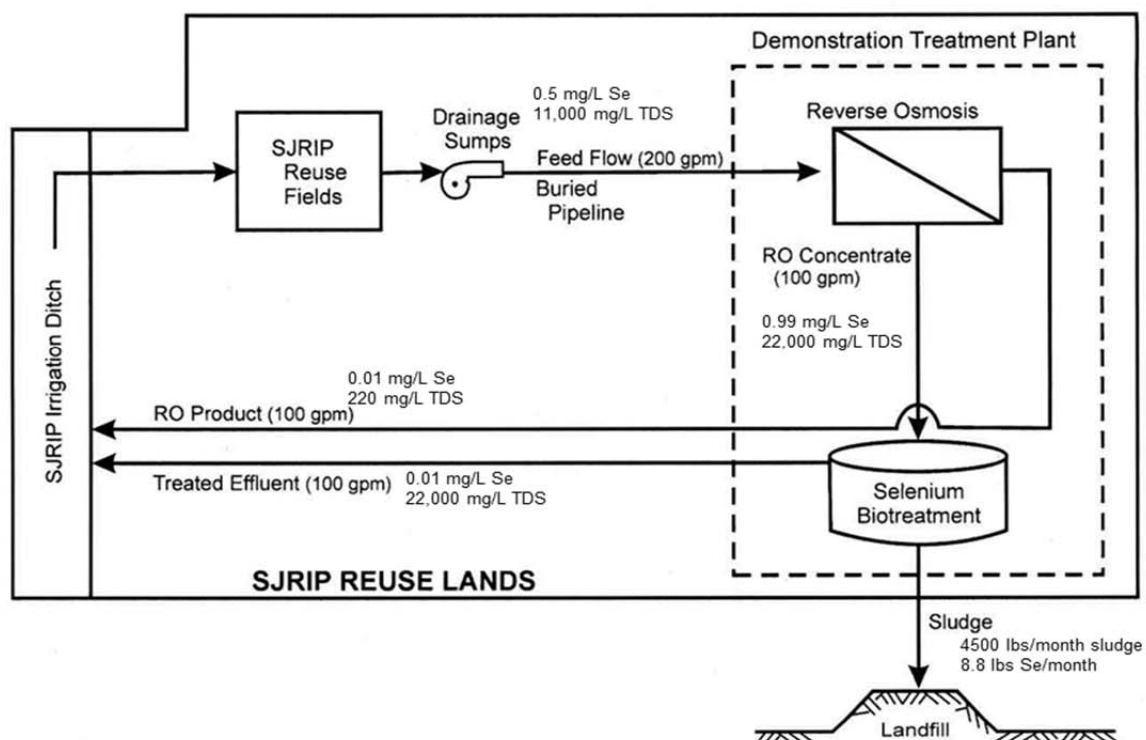 Demonstration Treatment Plant
0.5 mg/L Se
11,000 mg/L TDS
Drainage
Sumps
Reverse Osmosis
SJRIP
Reuse
Fields
Feed Flow (200 gpm)
Buried
Pipeline
RO Concentrate
(100 gpm)
0.99 mg/L Se
22,000 mg/L TDS
SJRIP Irrigation Ditch
0.01 mg/L Se
220 mg/L TDS
RO Product (100 gpm)
Treated Effluent (100 gpm)
0.01 mg/L Se
22,000 mg/L TDS
Selenium
Biotreatment
SJRIP REUSE LANDS
Sludge
4500 lbs/month sludge
8.8 lbs Se/month
Landfill